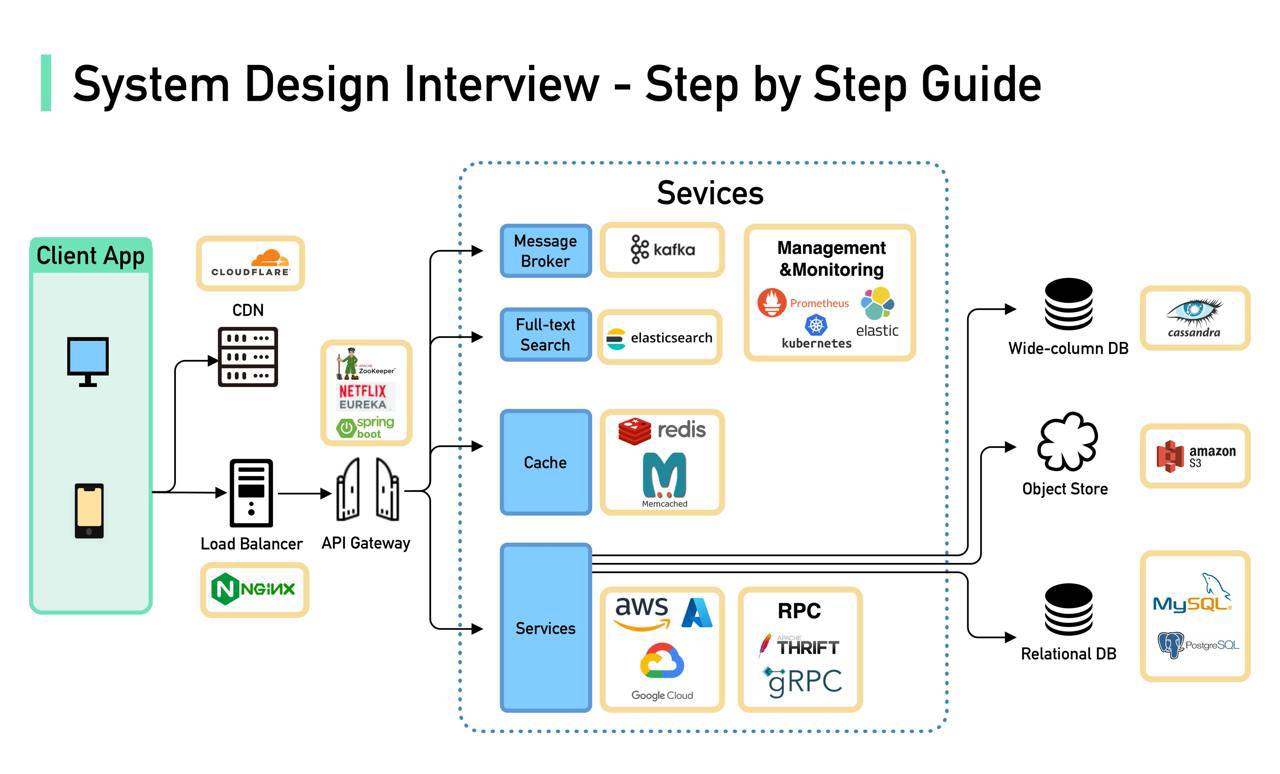 System Design Interview - Step by Step Guide
Client App
CLOUDFLARE
CDN
APACHE
ZooKeeper
NETFLIX
EUREKA
spring
boot
Load Balancer
API Gateway
NGINX
Sevices
Message
Broker
kafka
Full-text
Search
elasticsearch
Management
&Monitoring
Prometheus
kubernetes
elastic
Cache
redis
Memcached
Services
aws
Google Cloud
RPC
APACHE
THRIFT
gRPC
Wide-column DB
cassandra
Object Store
amazon
S3
Relational DB
MySQL
PostgreSQL